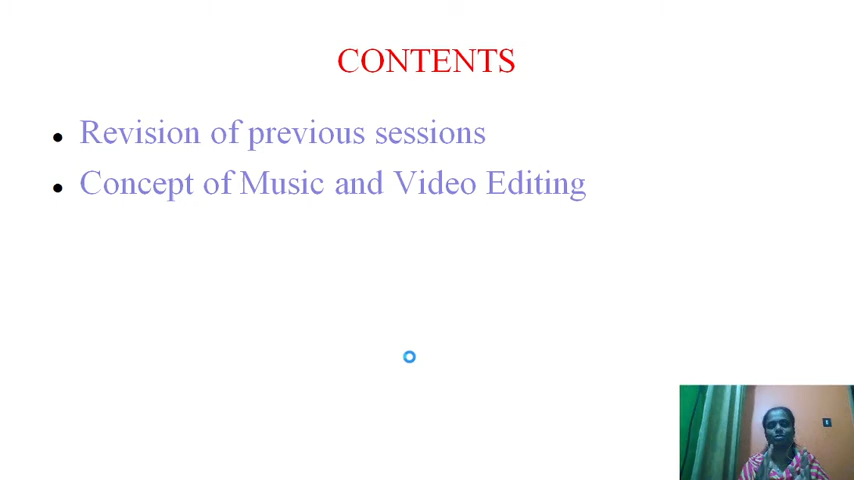 CONTENTS
Revision of previous sessions
Concept of Music and Video Editing